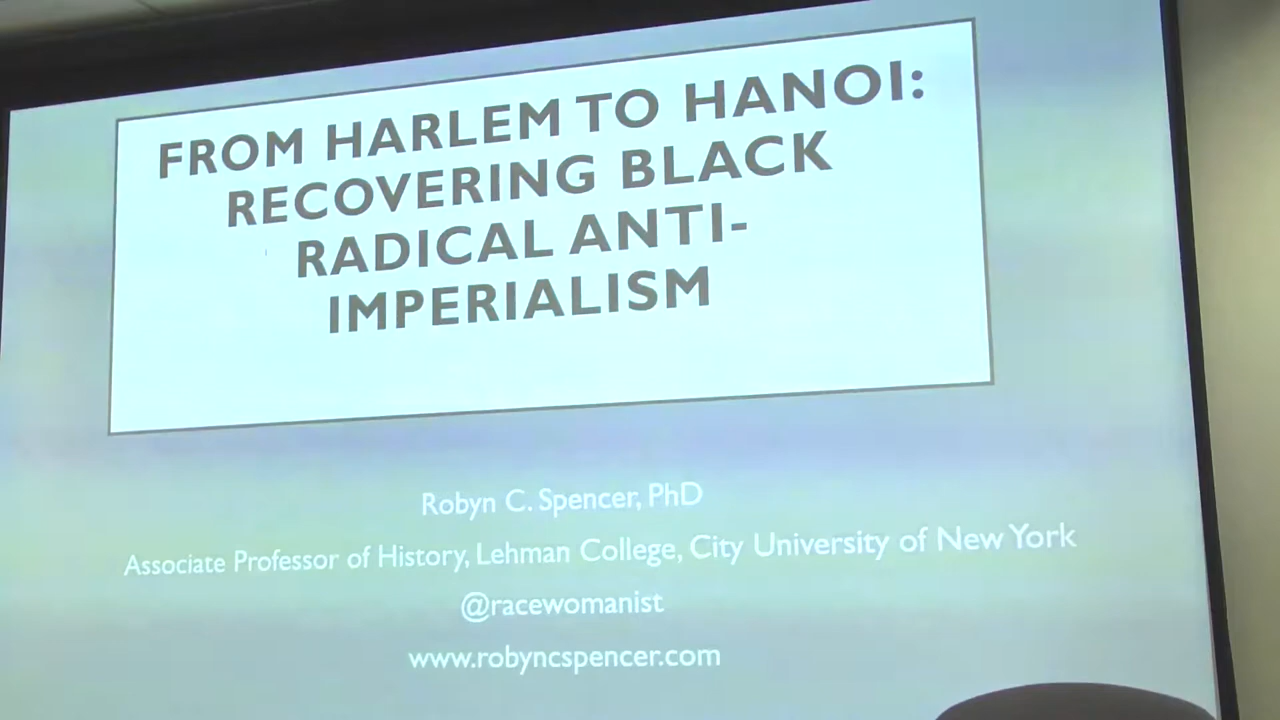 FROM HARLEM TO HANOI:
RECOVERING BLACK
RADICAL ANTI-
IMPERIALISM
Robyn C. Spencer, PhD
Associate Professor of History, Lehman College, City University of New York
@racewomanist
www.robyncspencer.com